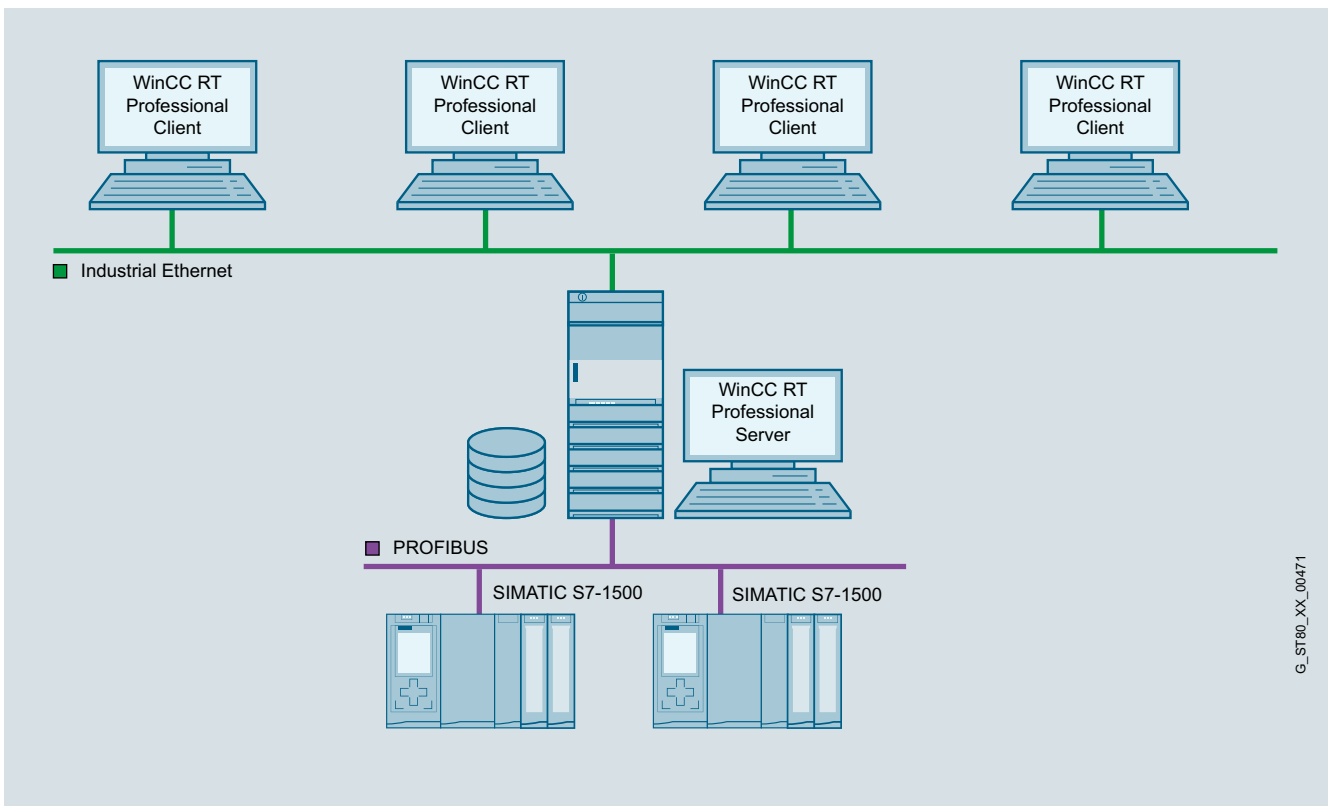 WinCC RT
Professional
Client
WinCC RT
Professional
Client
WinCC RT
Professional
Client
WinCC RT
Professional
Client
Industrial Ethernet
WinCC RT
Professional
Server
PROFIBUS
SIMATIC S7-1500
SIMATIC S7-1500
G_ST80_XX_00471